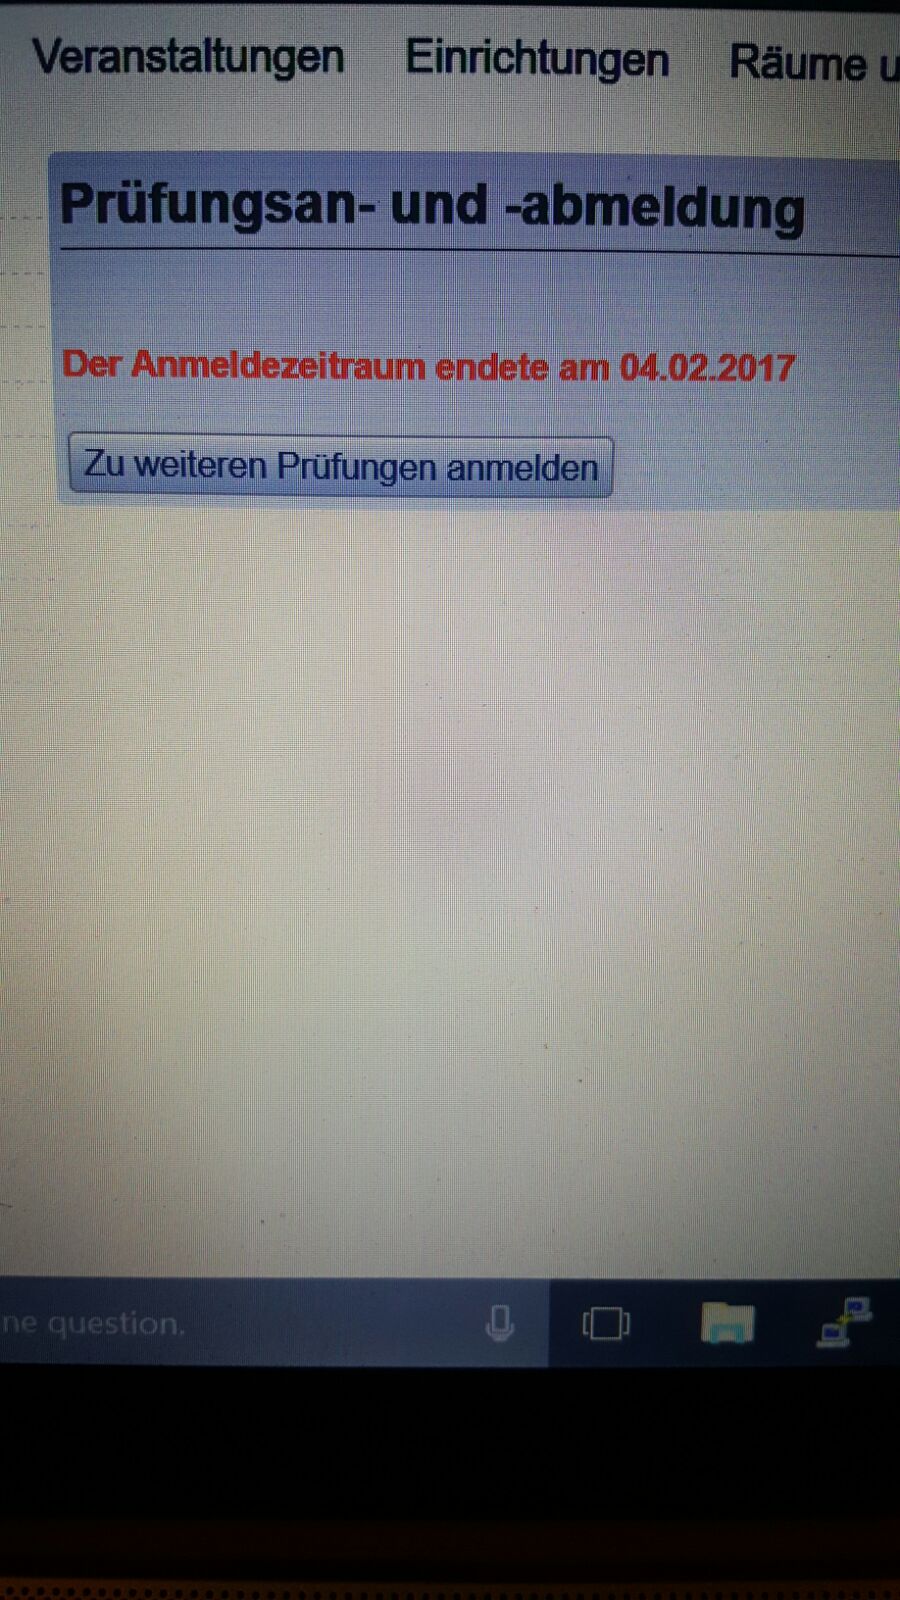 Veranstaltungen Einrichtungen Räume u
Prüfungsan- und -abmeldung
Der Anmeldezeitraum endete am 04.02.2017
Zu weiteren Prüfungen anmelden
ne question.